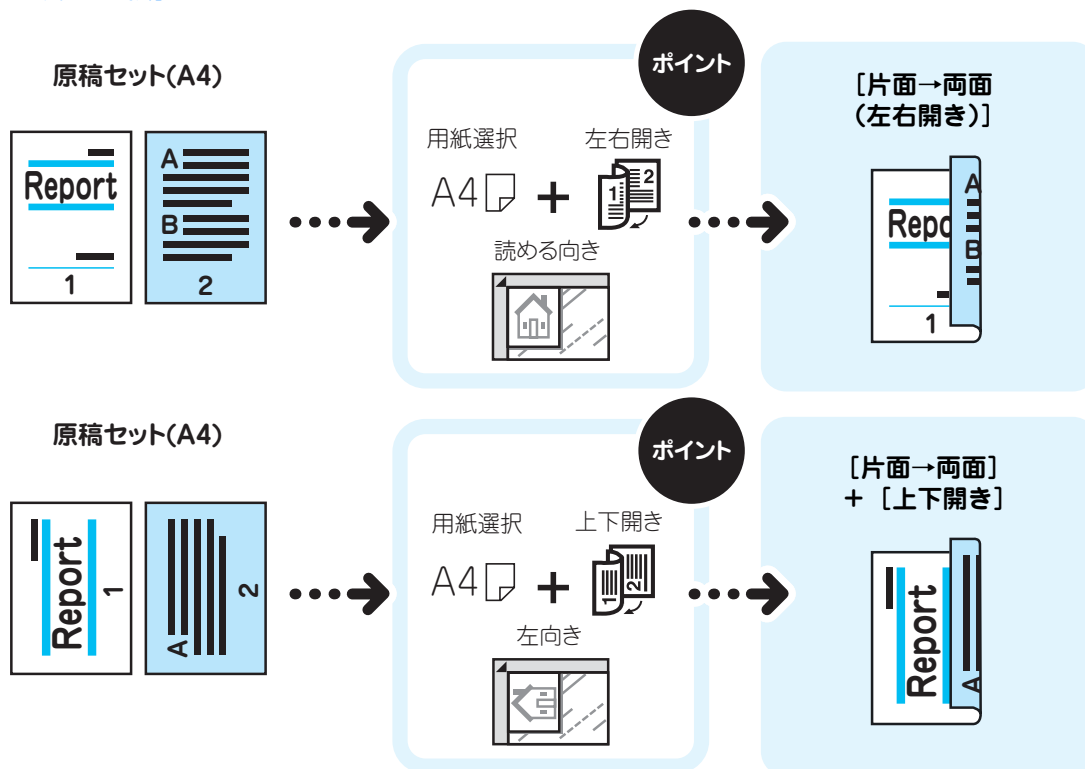 原稿セット(A4)
Report
1
A
B
2
ポイント
用紙選択
左右開き
A4
+
1
2
読める向き
[片面→両面
(左右開き)]
Repo
1
A
B
原稿セット(A4)
Report
1
A
2
ポイント
用紙選択
上下開き
A4
+
1
2
左向き
[片面→両面]
+ [上下開き]
Report
A